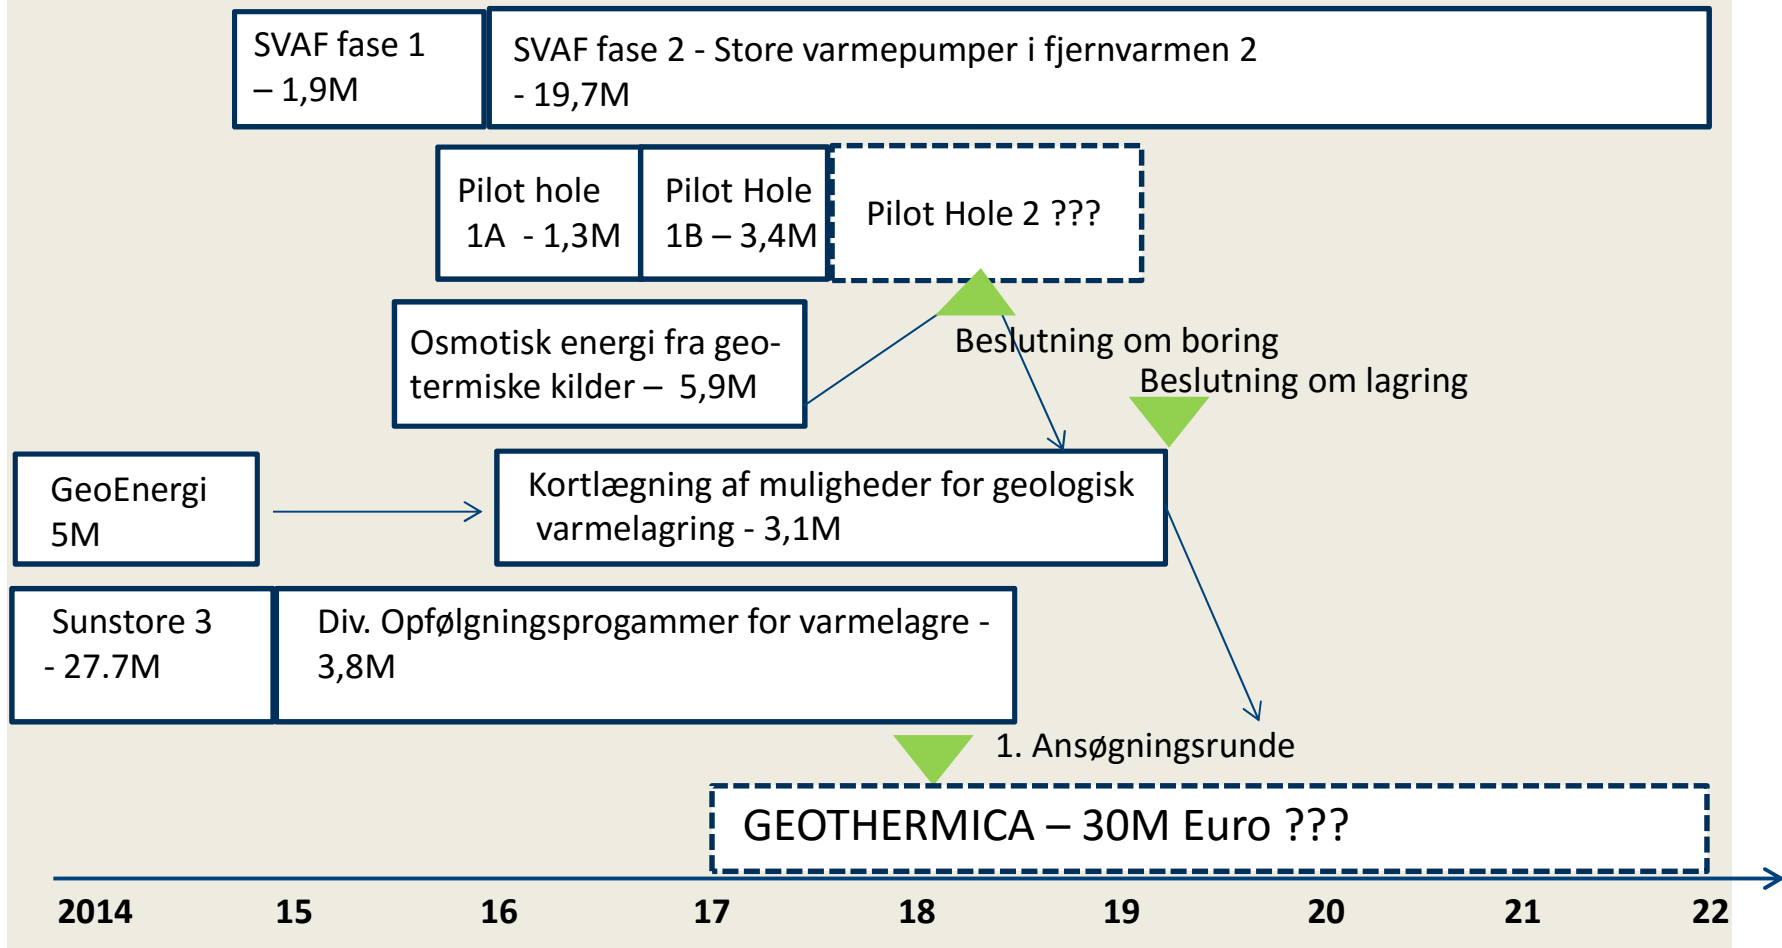 SVAF fase 1
– 1,9M
SVAF fase 2 - Store varmepumper i fjernvarmen 2
- 19,7M
Pilot hole
1A - 1,3M
Pilot Hole
1B – 3,4M
Pilot Hole 2 ???
Osmotisk energi fra geo-
termiske kilder – 5,9M
Beslutning om boring
Beslutning om lagring
GeoEnergi
5M
Kortlægning af muligheder for geologisk
varmelagring - 3,1M
Sunstore 3
- 27.7M
Div. Opfølgningsprogammer for varmelagre -
3,8M
1. Ansøgningsrunde
GEOTHERMICA – 30M Euro ???
2014 15 16 17 18 19 20 21 22